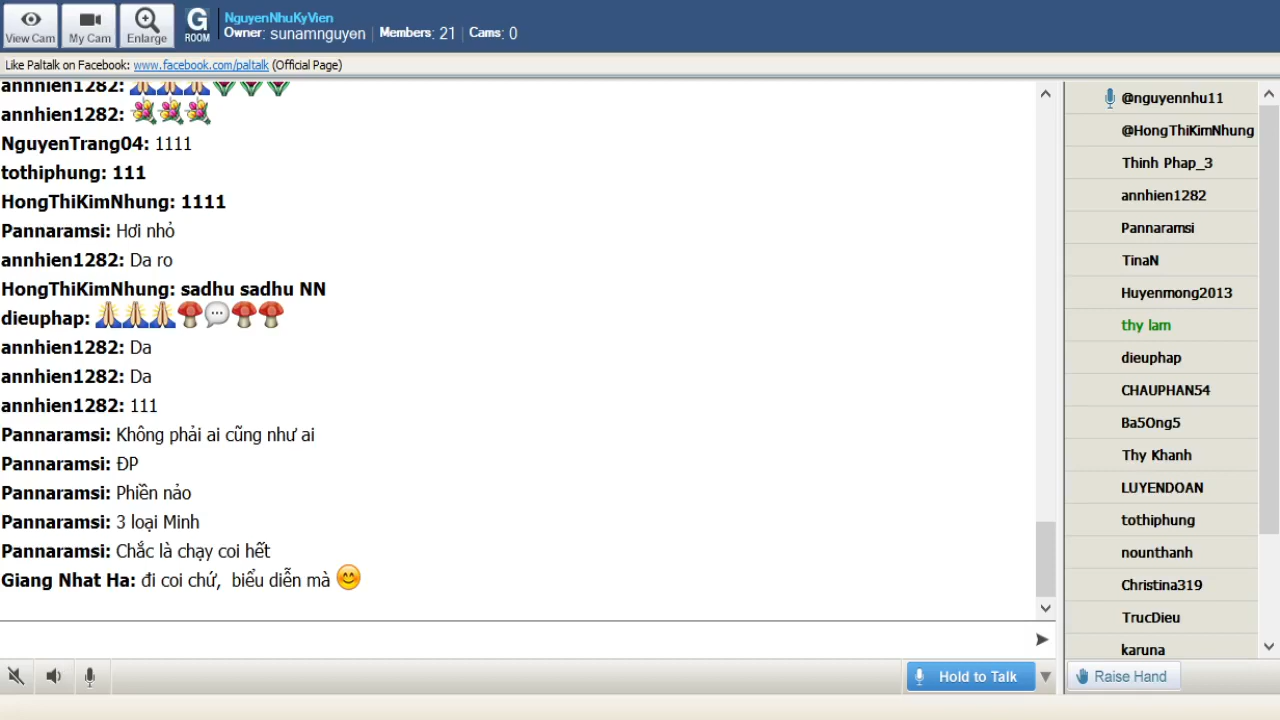 View Cam
My Cam
Enlarge
G
ROOM
NguyenNhuKyVien
Owner: sunamnguyen | Members: 21 | Cams: 0
Like Paltalk on Facebook: www.facebook.com/paltalk (Official Page)
annhien1282: 🙏🙏🙏🌷🌷🌷
annhien1282: 💐💐💐
NguyenTrang04: 1111
tothiphung: 111
HongThiKimNhung: 1111
Pannaramsi: Hơi nhỏ
annhien1282: Da ro
HongThiKimNhung: sadhu sadhu NN
dieuphap: 🙏🙏🙏🍄💬🍄🍄
annhien1282: Da
annhien1282: Da
annhien1282: 111
Pannaramsi: Không phải ai cũng như ai
Pannaramsi: ĐP
Pannaramsi: Phiền nảo
Pannaramsi: 3 loại Minh
Pannaramsi: Chắc là chạy coi hết
Giang Nhat Ha: đi coi chứ,  biểu diễn mà 😊
@nguyennhu11
@HongThiKimNhung
Thinh Phap_3
annhien1282
Pannaramsi
TinaN
Huyenmong2013
thy lam
dieuphap
CHAUPHAN54
Ba5Ong5
Thy Khanh
LUYENDOAN
tothiphung
nounthanh
Christina319
TrucDieu
karuna
Hold to Talk
Raise Hand